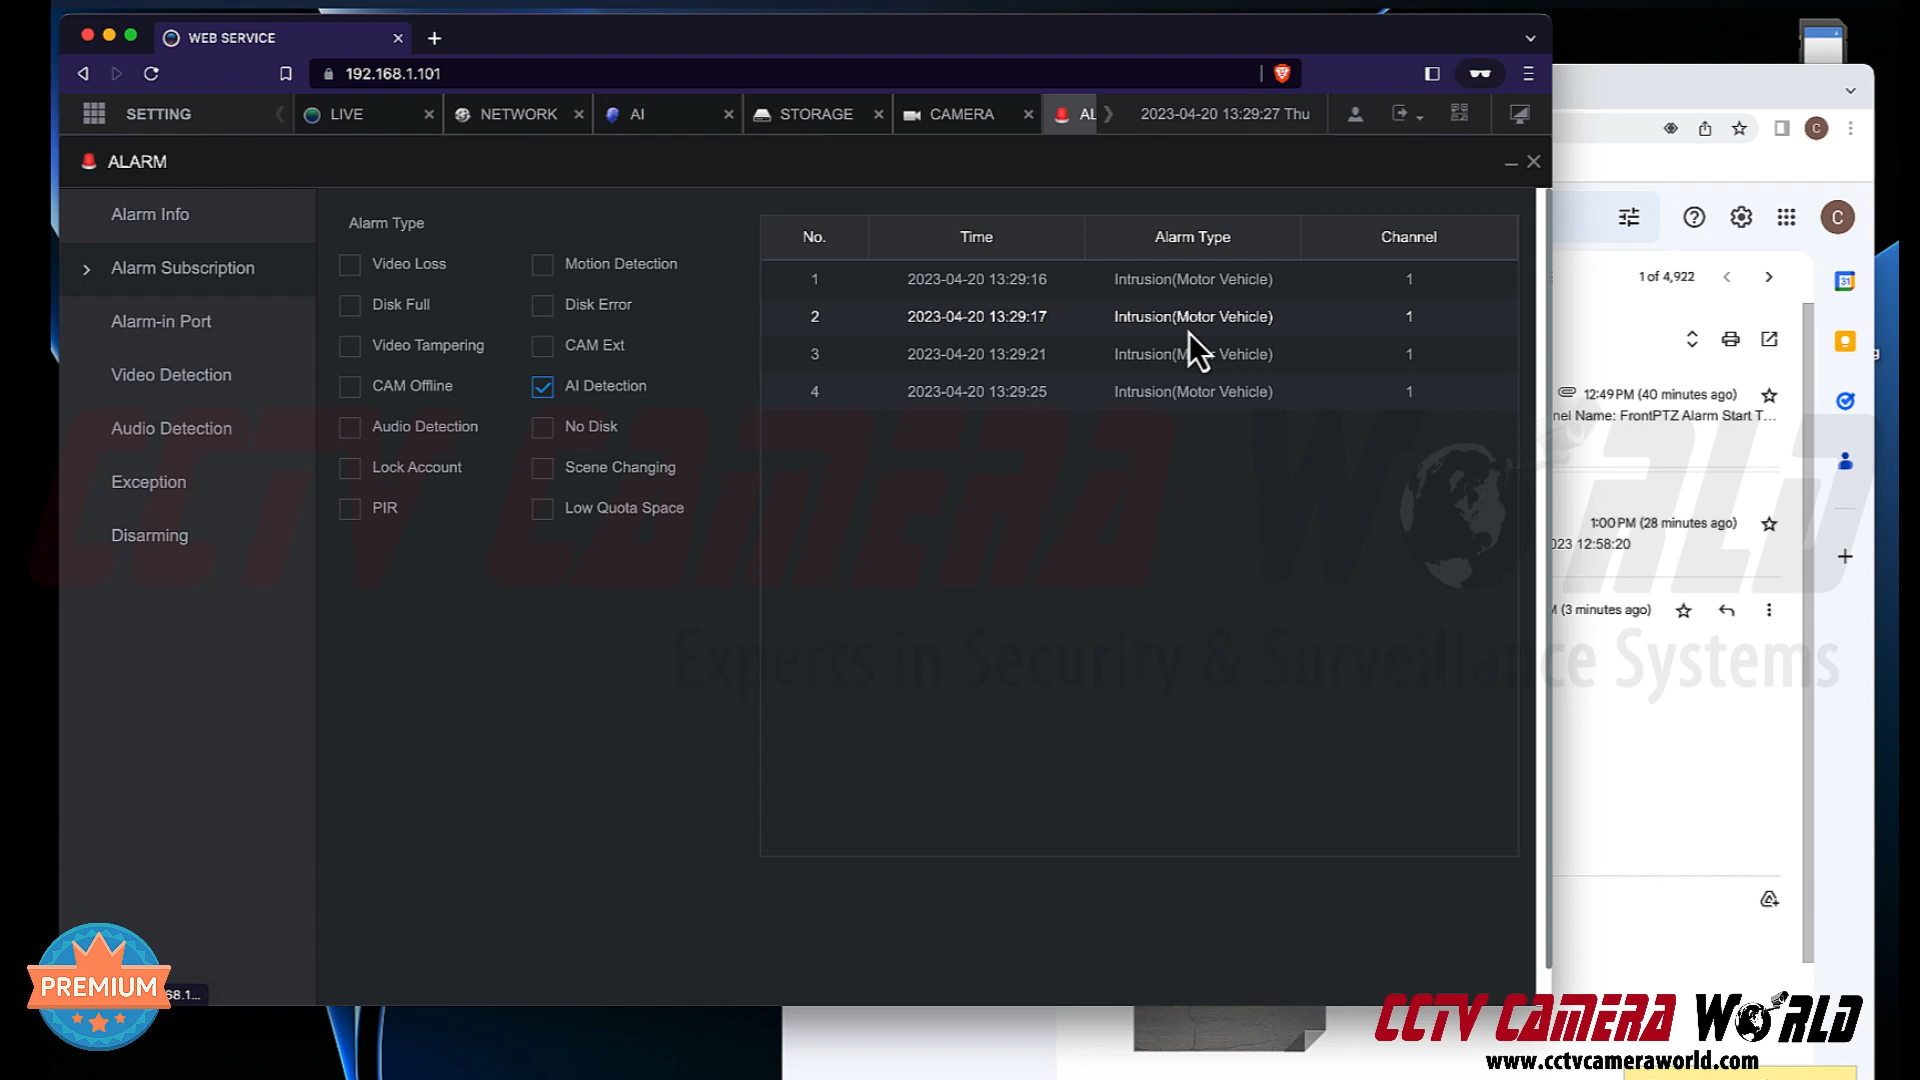 WEB SERVICE
192.168.1.101
SETTING
LIVE
NETWORK
AI
STORAGE
CAMERA
AL
2023-04-20 13:29:27 Thu
ALARM
Alarm Info
Alarm Subscription
Alarm-in Port
Video Detection
Audio Detection
Exception
Disarming
Alarm Type
Video Loss
Motion Detection
Disk Full
Disk Error
Video Tampering
CAM Ext
CAM Offline
AI Detection
Audio Detection
No Disk
Lock Account
Scene Changing
PIR
Low Quota Space
No. Time Alarm Type Channel
1 2023-04-20 13:29:16 Intrusion(Motor Vehicle) 1
2 2023-04-20 13:29:17 Intrusion(Motor Vehicle) 1
3 2023-04-20 13:29:21 Intrusion(Motor Vehicle) 1
4 2023-04-20 13:29:25 Intrusion(Motor Vehicle) 1
C
C
31
1 of 4,922
12:49 PM (40 minutes ago)
nel Name: FrontPTZ Alarm Start T...
1:00 PM (28 minutes ago)
023 12:58:20
M (3 minutes ago)
CCTV CAMERA WORLD
Experts in Security & Surveillance Systems
PREMIUM
68.1...
CCTV CAMERA WORLD
www.cctvcameraworld.com